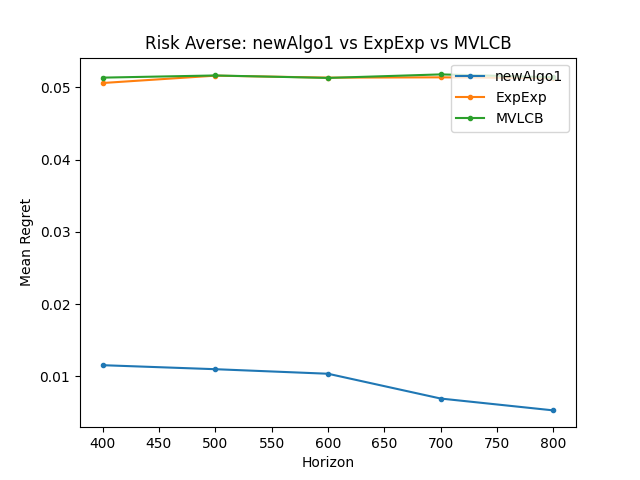 Risk Averse: newAlgo1 vs ExpExp vs MVLCB
newAlgo1
ExpExp
MVLCB
Mean Regret
0.05
0.04
0.03
0.02
0.01
400 450 500 550 600 650 700 750 800
Horizon